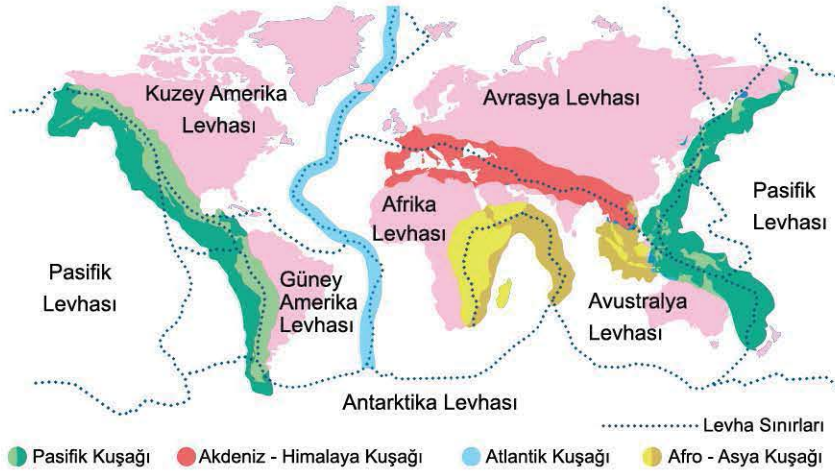 Kuzey Amerika
Levhası
Avrasya Levhası
Pasifik
Levhası
Afrika
Levhası
Pasifik
Levhası
Güney
Amerika
Levhası
Avustralya
Levhası
Antarktika Levhası
Levha Sınırları
Pasifik Kuşağı
Akdeniz - Himalaya Kuşağı
Atlantik Kuşağı
Afro - Asya Kuşağı